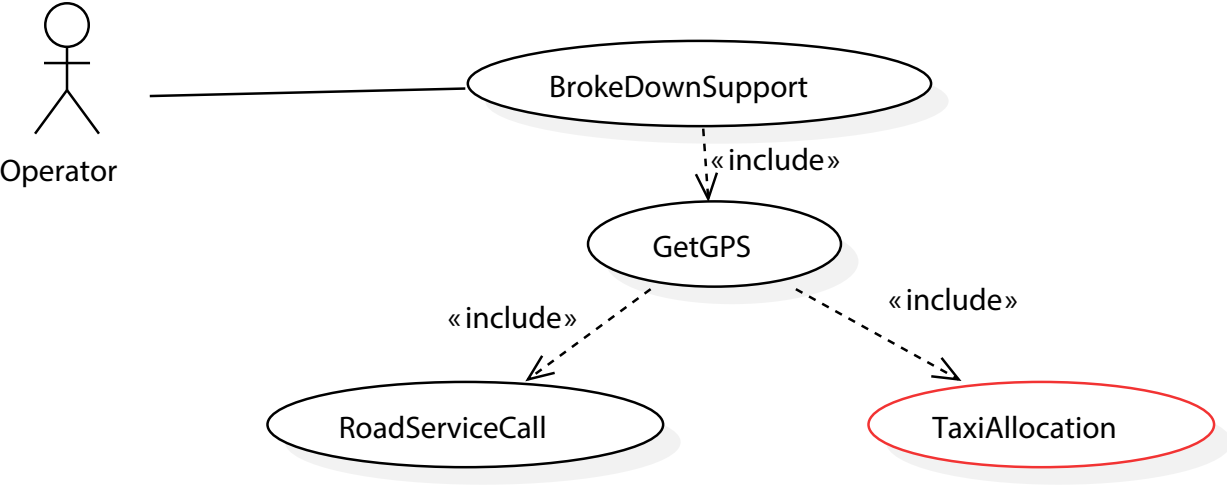 BrokeDownSupport
«include»
Operator
GetGPS
«include»
«include»
RoadServiceCall
TaxiAllocation